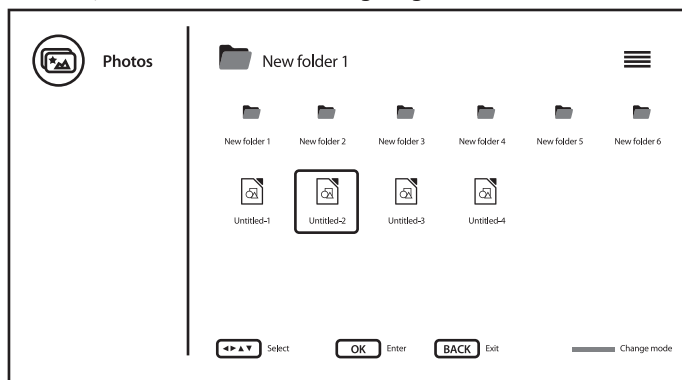 Photos
New folder 1
New folder 1 New folder 2 New folder 3 New folder 4 New folder 5 New folder 6
Untitled-1 Untitled-2 Untitled-3 Untitled-4
Select OK Enter BACK Exit Change mode